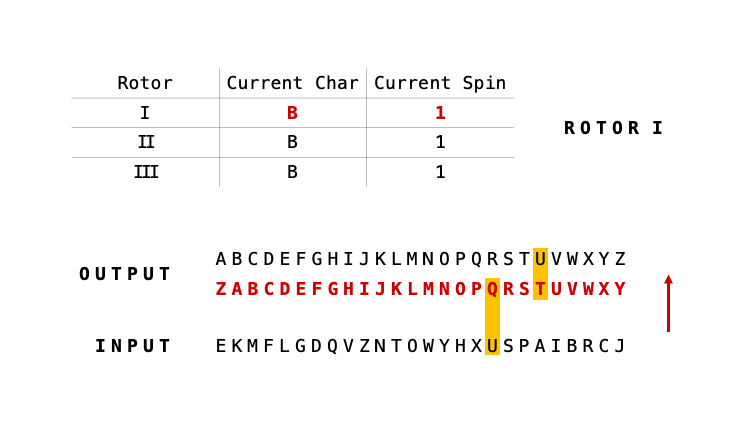 Rotor Current Char Current Spin
I B 1
ROTOR I
II B 1
III B 1
ABCDEFGHIJKLMNOPQRSTUVWXYZ
OUTPUT
ZABCDEFGHIJKLMNOPQRSTUVWXY
INPUT EKMFLGDQVZNTOWYHXUSPAIBRCJ